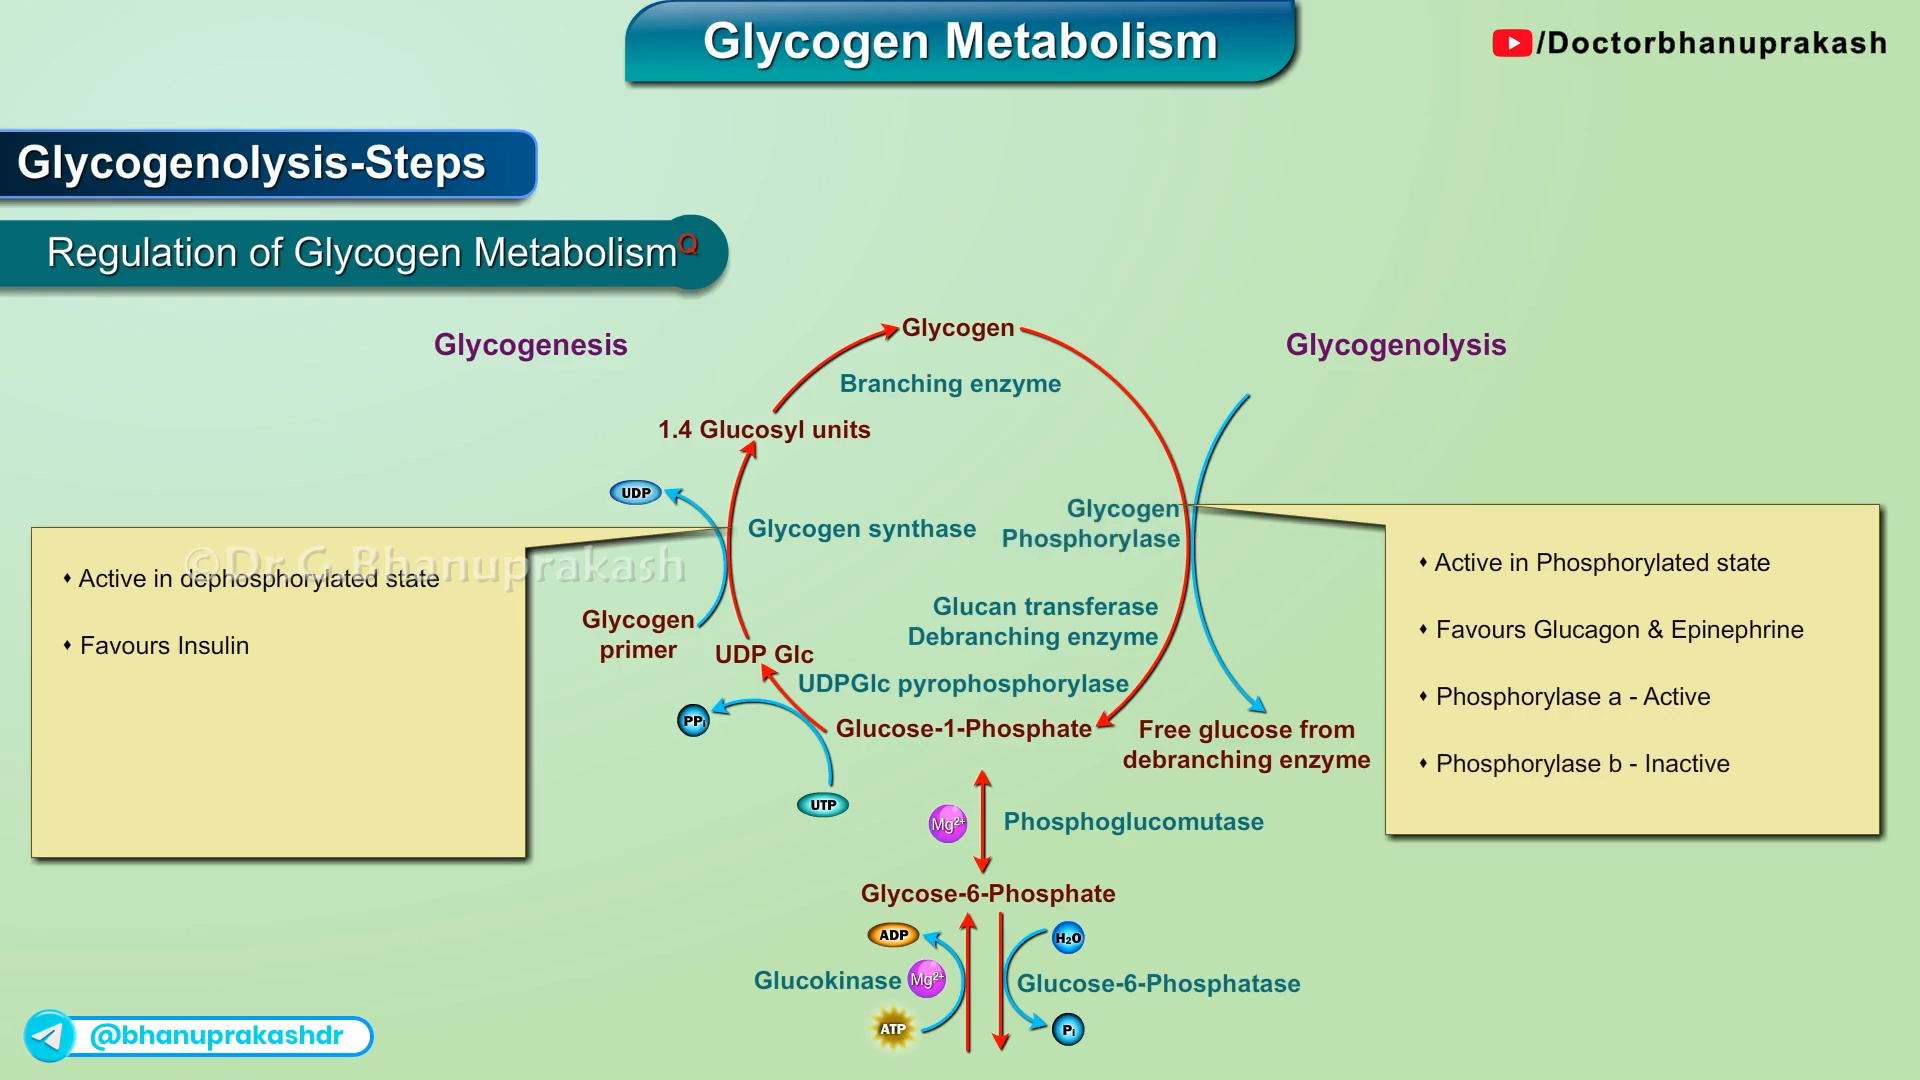 Glycogen Metabolism
/Doctorbhanuprakash
Glycogenolysis-Steps
Regulation of Glycogen MetabolismQ
Glycogenesis
Glycogen
Glycogenolysis
Branching enzyme
1.4 Glucosyl units
UDP
Glycogen synthase
Glycogen
Phosphorylase
©Dr.G Bhanuprakash
♦ Active in dephosphorylated state
♦ Favours Insulin
♦ Active in Phosphorylated state
♦ Favours Glucagon & Epinephrine
♦ Phosphorylase a - Active
♦ Phosphorylase b - Inactive
Glycogen
primer
UDP Glc
Glucan transferase
Debranching enzyme
UDPGlc pyrophosphorylase
PPi
Glucose-1-Phosphate
Free glucose from
debranching enzyme
UTP
Mg2+
Phosphoglucomutase
Glycose-6-Phosphate
ADP
H2O
Glucokinase
Mg2+
Glucose-6-Phosphatase
ATP
Pi
@bhanuprakashdr